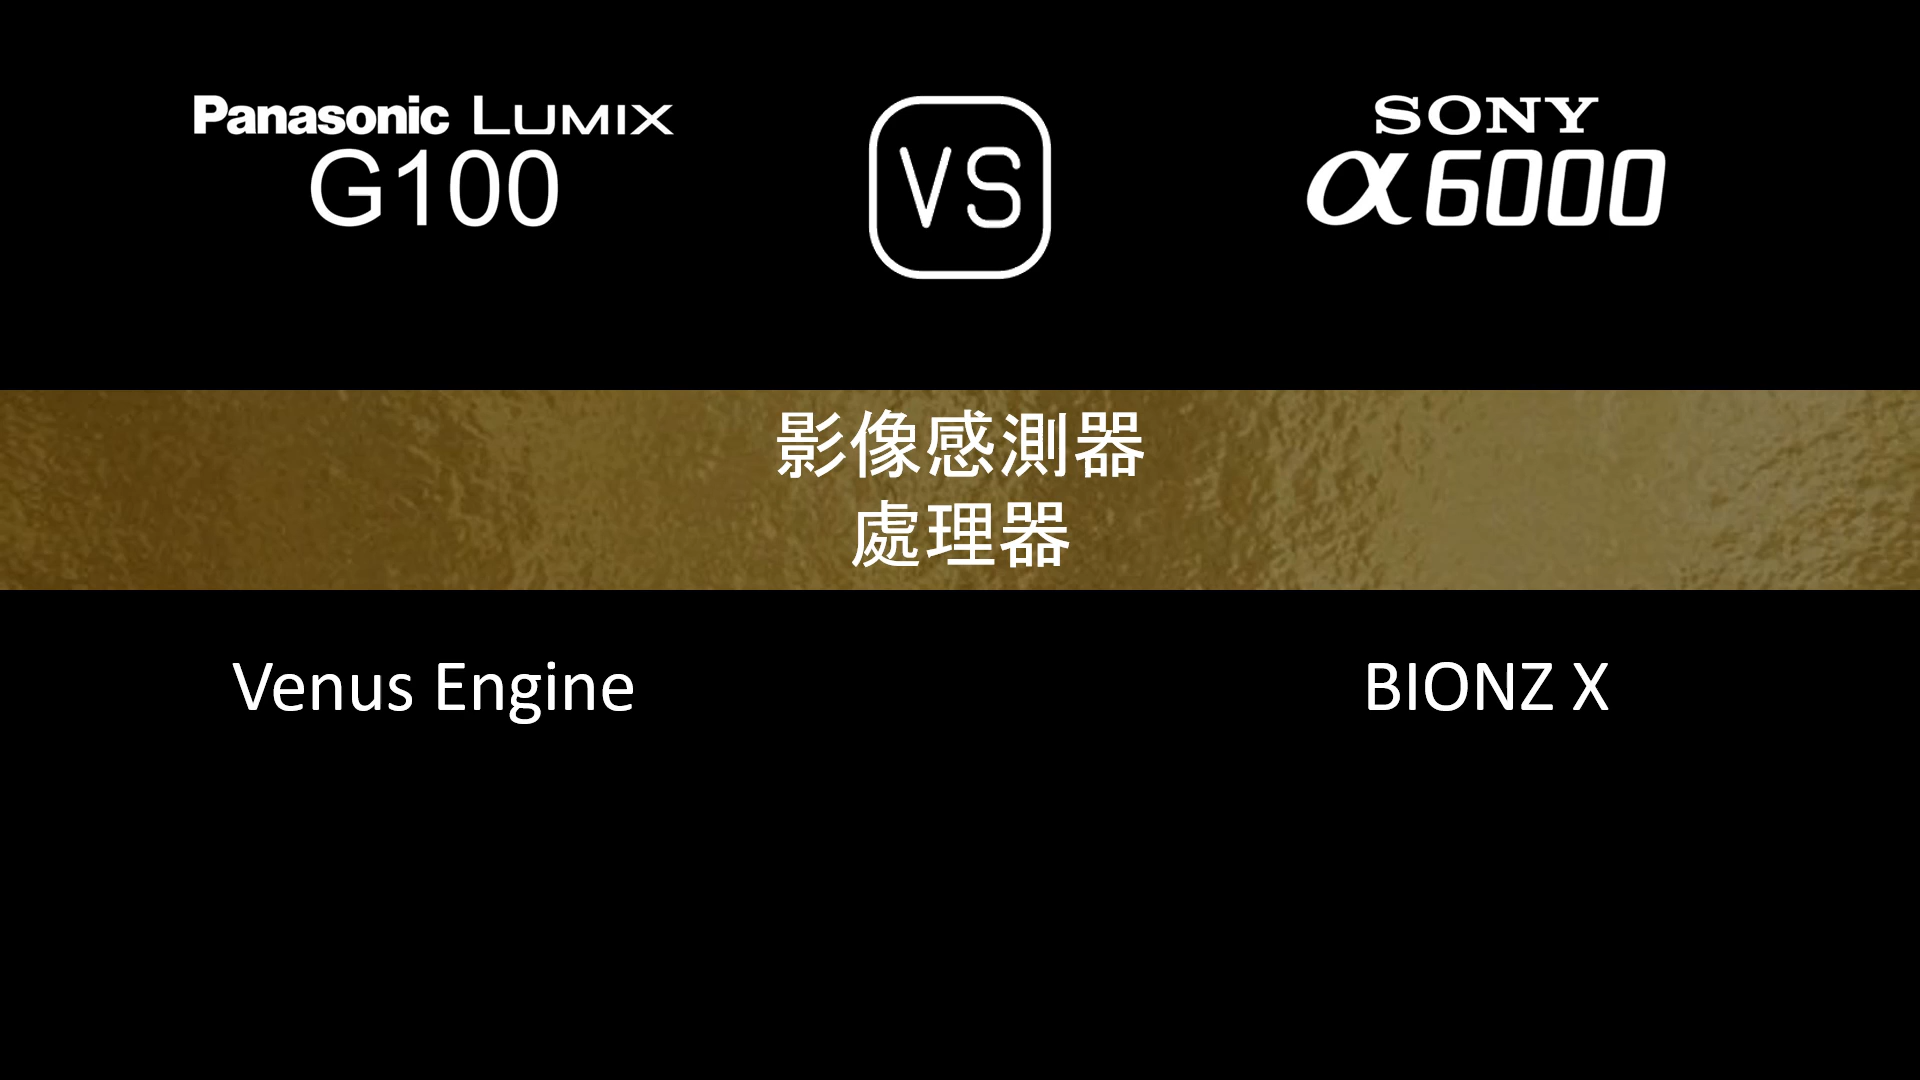 Panasonic LUMIX
G100
VS
SONY
α6000
影像感測器
處理器
Venus Engine
BIONZ X